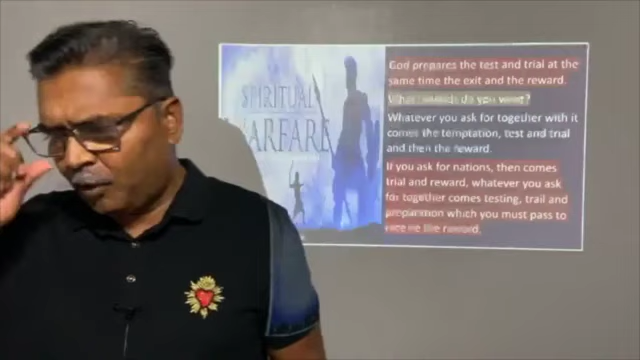 SPIRITUAL
WARFARE
God prepares the test and trial at the
same time the exit and the reward.
do you want?
Whatever you ask for together with it
comes the temptation, test and trial
and then the reward.
If you ask for nations, then comes
trial and reward, whatever you ask
for together comes testing, trail and
preparation which you must pass to
receive the reward.